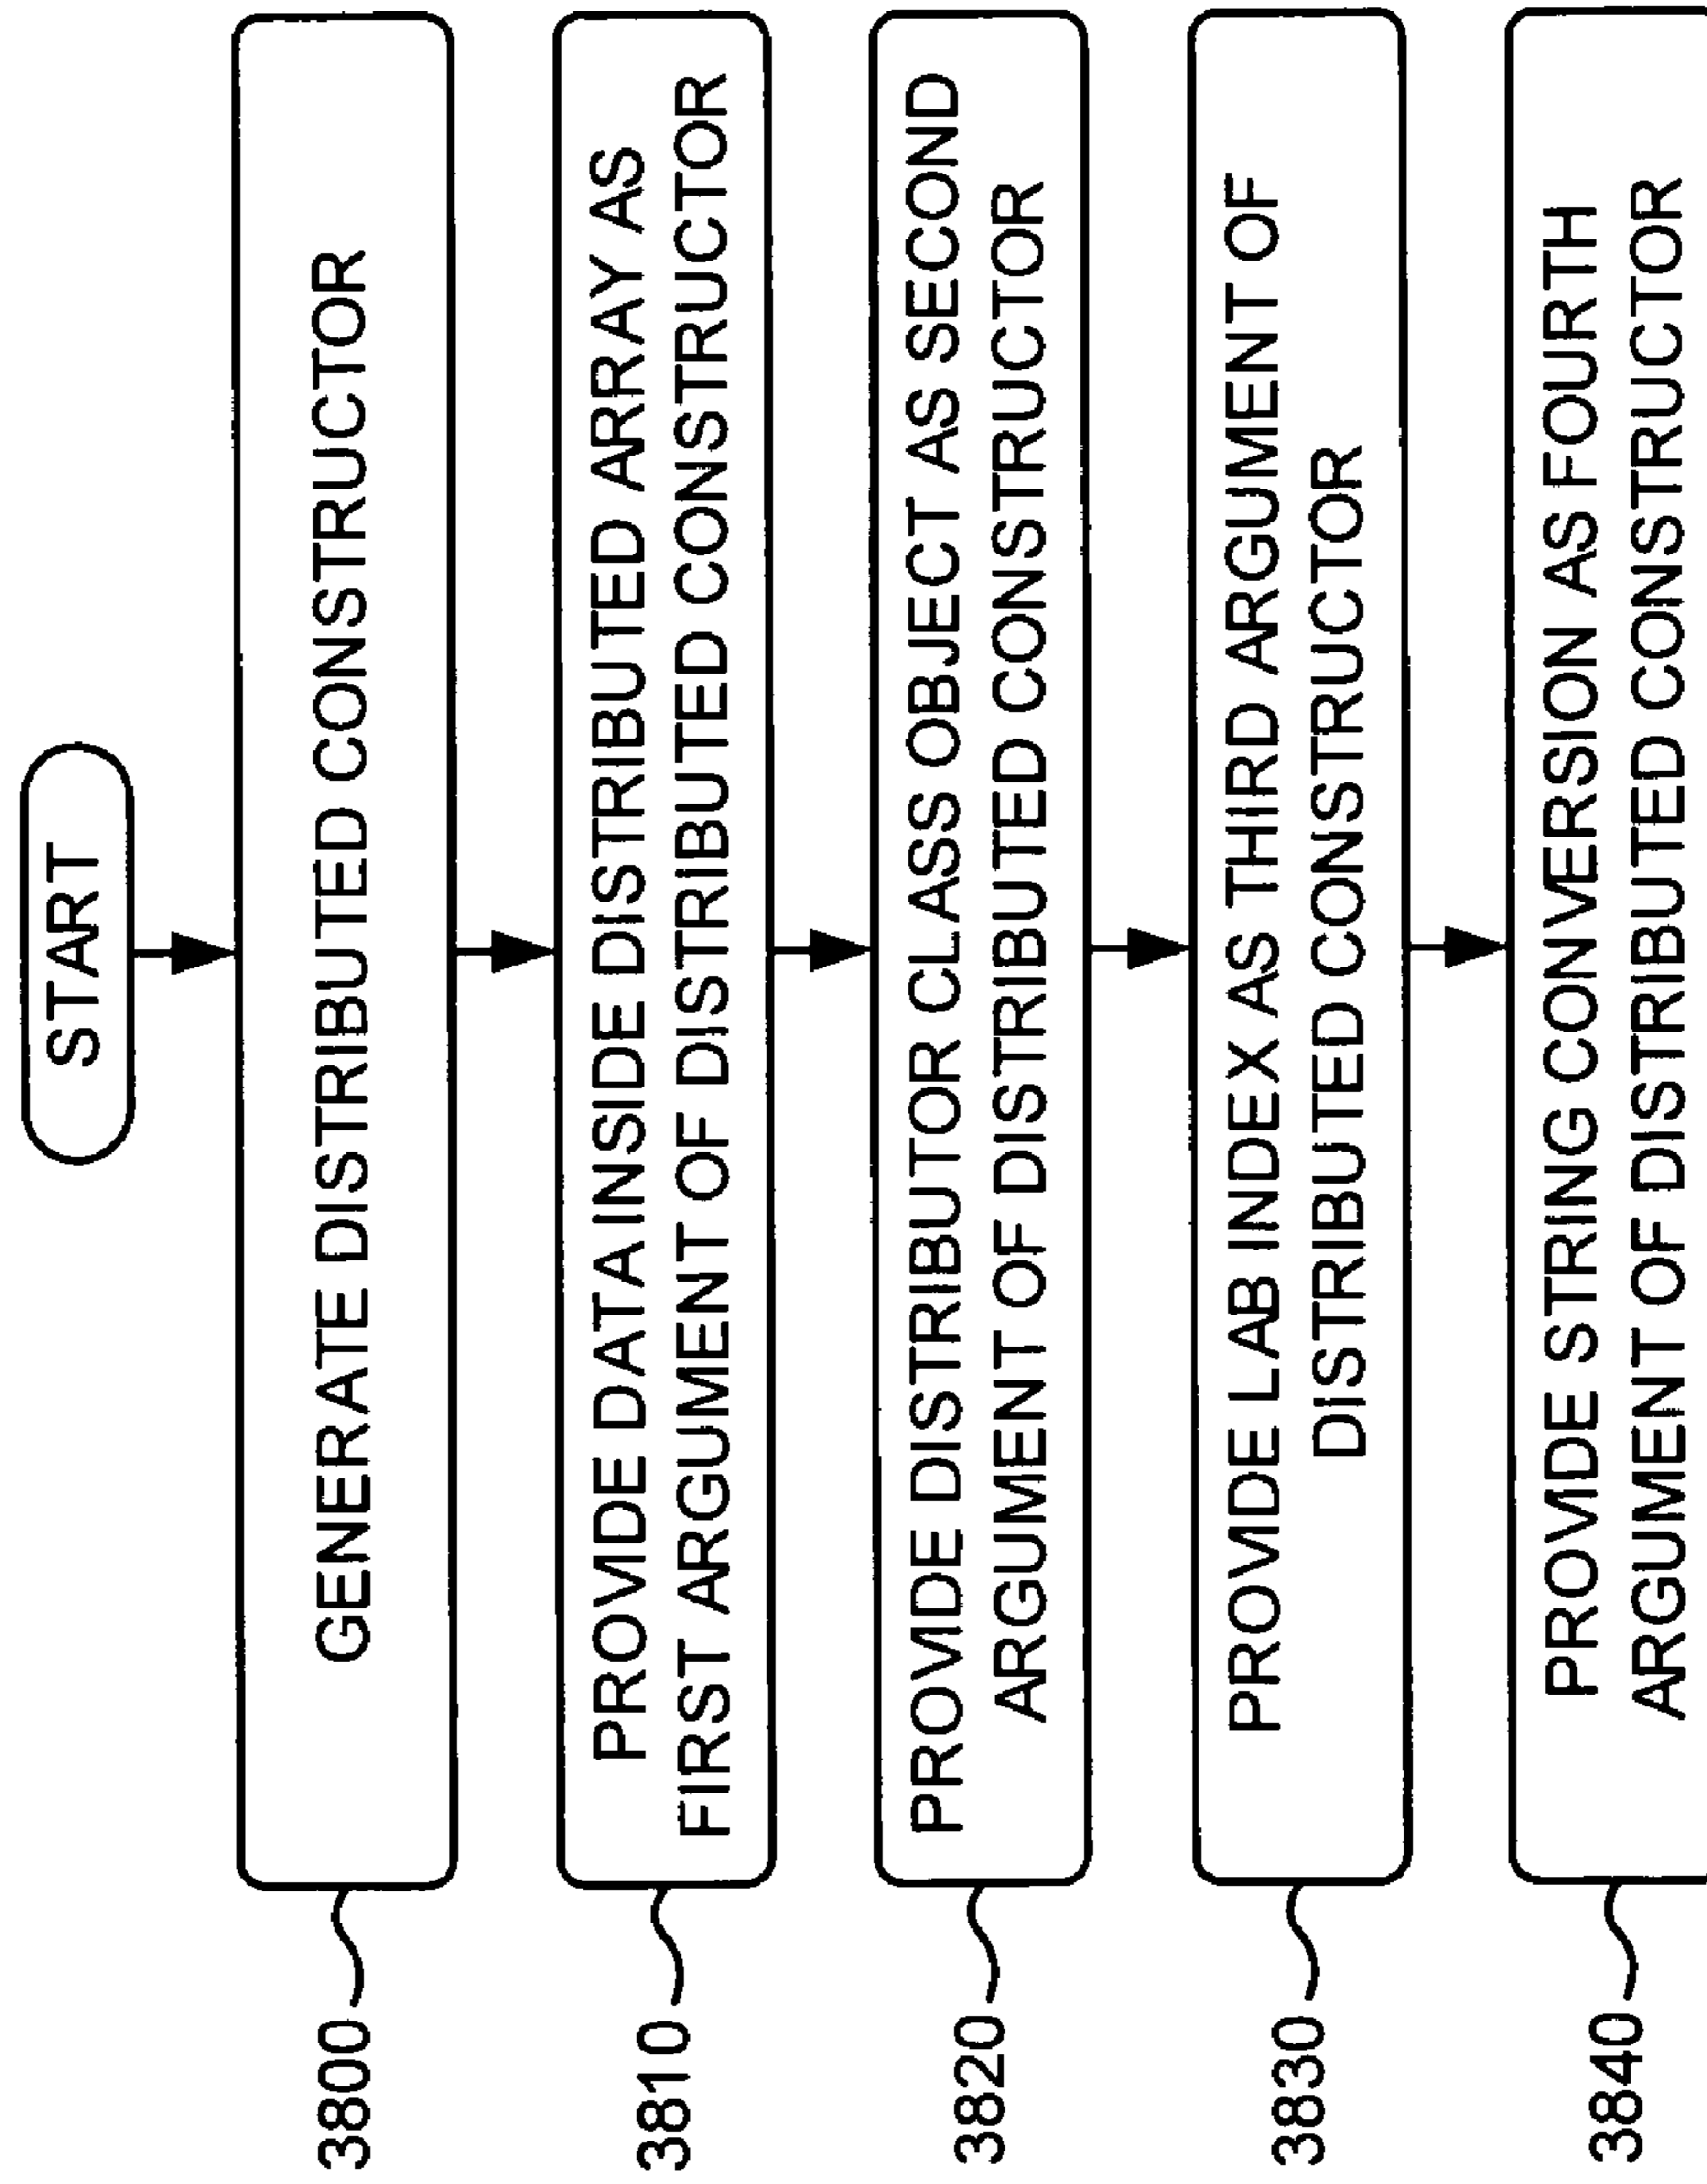 START
3800
GENERATE DISTRIBUTED CONSTRUCTOR
3810
PROVIDE DATA INSIDE DISTRIBUTED ARRAY AS
FIRST ARGUMENT OF DISTRIBUTED CONSTRUCTOR
3820
PROVIDE DISTRIBUTOR CLASS OBJECT AS SECOND
ARGUMENT OF DISTRIBUTED CONSTRUCTOR
3830
PROVIDE LAB INDEX AS THIRD ARGUMENT OF
DISTRIBUTED CONSTRUCTOR
3840
PROVIDE STRING CONVERSION AS FOURTH
ARGUMENT OF DISTRIBUTED CONSTRUCTOR